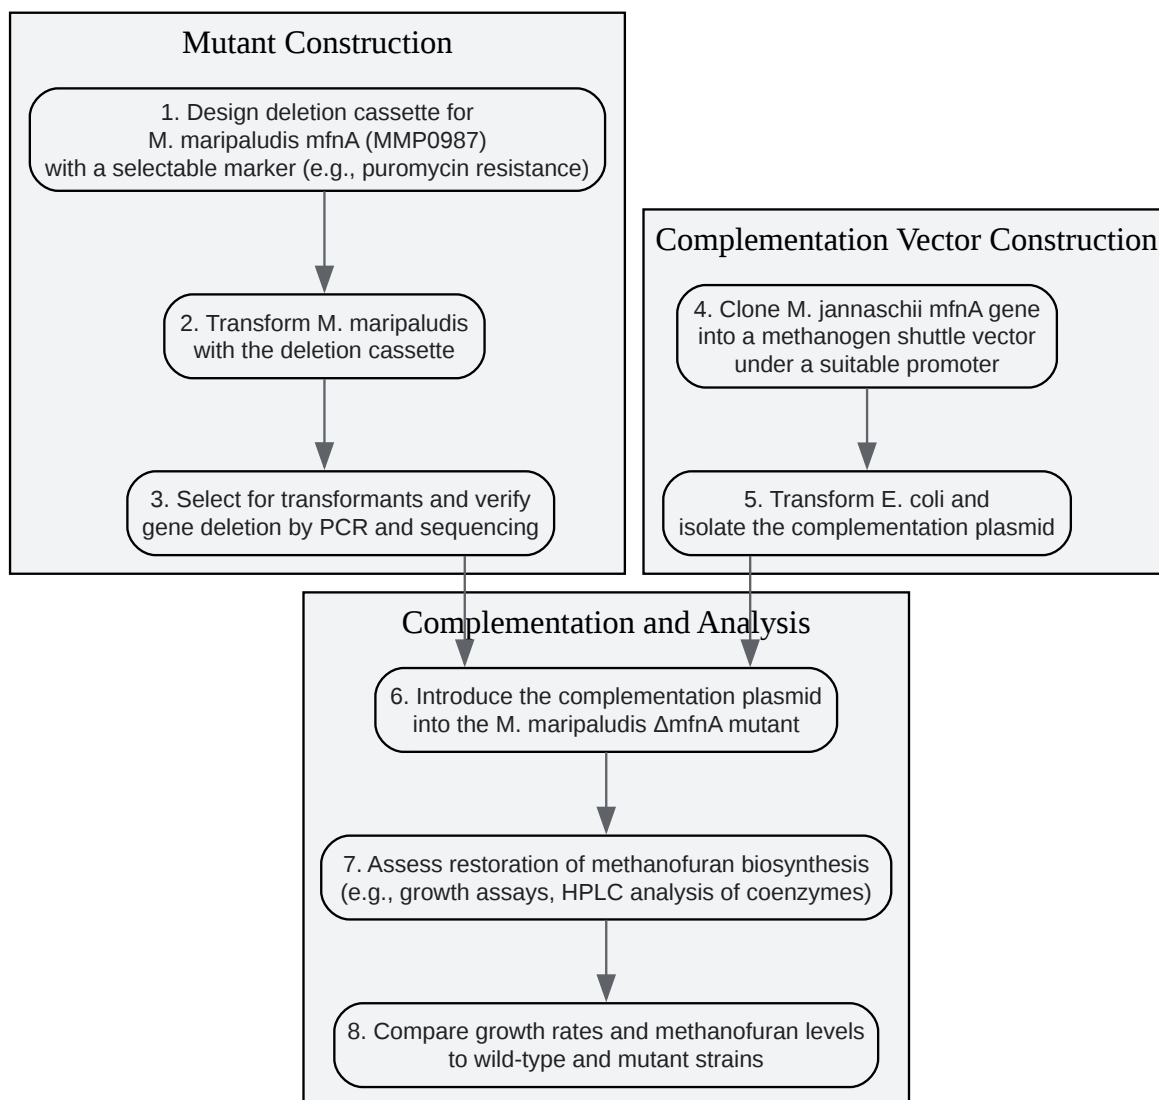 Mutant Construction
1. Design deletion cassette for
M. maripaludis mfnA (MMP0987)
with a selectable marker (e.g., puromycin resistance)
2. Transform M. maripaludis
with the deletion cassette
3. Select for transformants and verify
gene deletion by PCR and sequencing
Complementation Vector Construction
4. Clone M. jannaschii mfnA gene
into a methanogen shuttle vector
under a suitable promoter
5. Transform E. coli and
isolate the complementation plasmid
Complementation and Analysis
6. Introduce the complementation plasmid
into the M. maripaludis ΔmfnA mutant
7. Assess restoration of methanofuran biosynthesis
(e.g., growth assays, HPLC analysis of coenzymes)
8. Compare growth rates and methanofuran levels
to wild-type and mutant strains